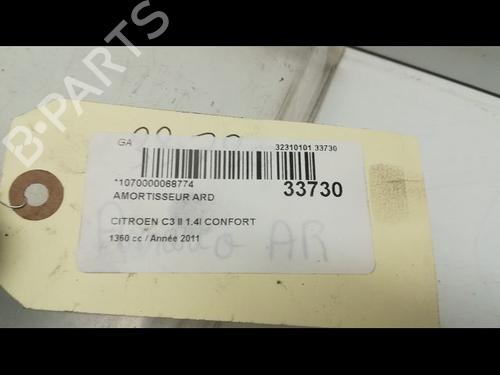 GA
32310101 33730
*1070000068774
33730
AMORTISSEUR ARD
CITROEN C3 II 1.4I CONFORT
1360 cc / Année 2011
AR
B-PARTS